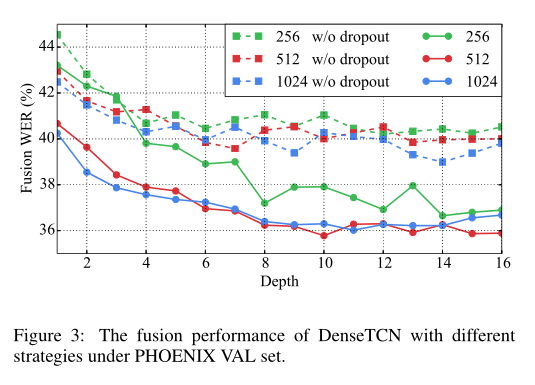 44
42
40
38
36
2
4
6
8
10
12
14
16
Fusion WER (%)
Depth
256 w/o dropout
512 w/o dropout
1024 w/o dropout
256
512
1024
Figure 3: The fusion performance of DenseTCN with different
strategies under PHOENIX VAL set.